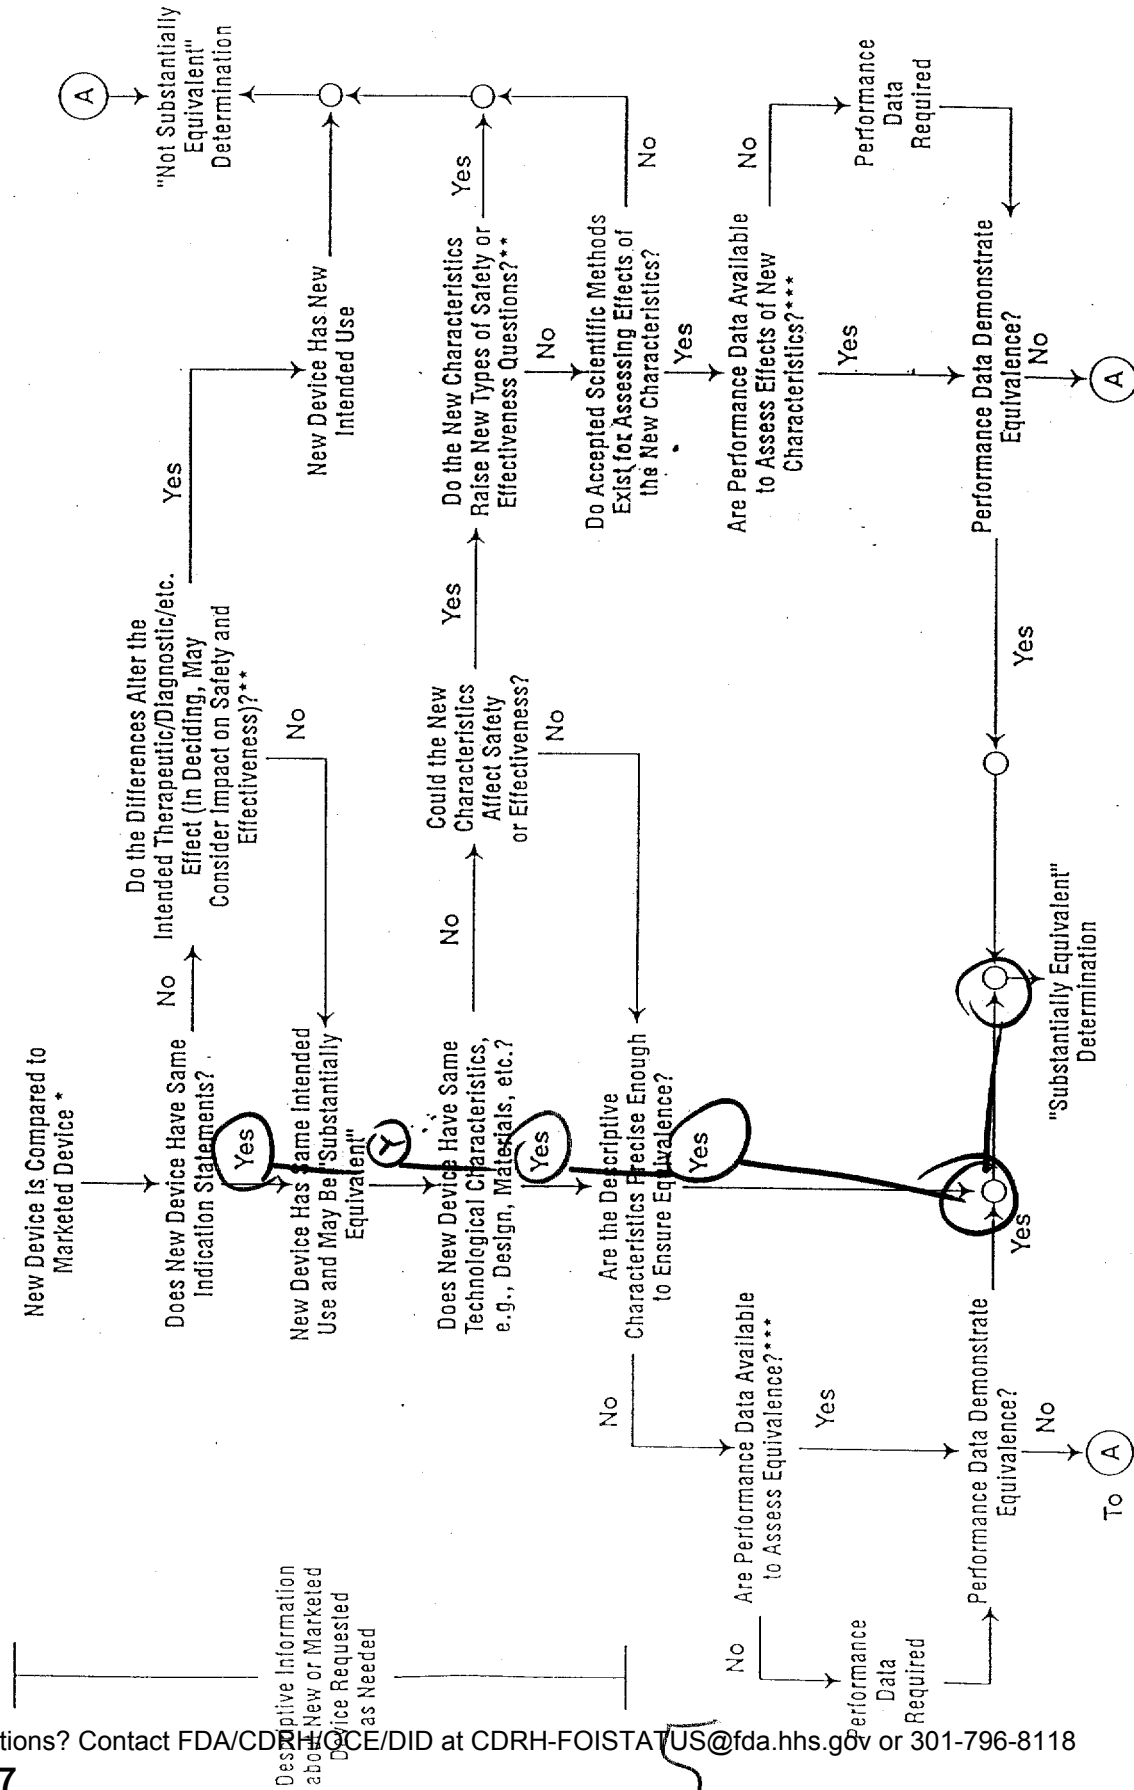 New Device is Compared to
Marketed Device *
Does New Device Have Same
Indication Statements?
No
Do the Differences Alter the
Intended Therapeutic/Diagnostic/etc.
Effect (In Deciding, May
Consider Impact on Safety and
Effectiveness)?**
Yes
"Not Substantially
Equivalent"
Determination
A
Yes
No
New Device Has New
Intended Use
New Device Has Same Intended
Use and May Be "Substantially
Equivalent"
Y
Does New Device Have Same
Technological Characteristics,
e.g., Design, Materials, etc.?
No
Could the New
Characteristics
Affect Safety
or Effectiveness?
Yes
Do the New Characteristics
Raise New Types of Safety or
Effectiveness Questions?**
Yes
Yes
No
No
Do Accepted Scientific Methods
Exist for Assessing Effects of
the New Characteristics?
No
Are the Descriptive
Characteristics Precise Enough
to Ensure Equivalence?
No
Yes
Yes
Are Performance Data Available
to Assess Effects of New
Characteristics?***
No
Performance
Data
Required
Yes
Descriptive Information
about New or Marketed
Device Requested
as Needed
Are Performance Data Available
to Assess Equivalence?***
No
Yes
Performance
Data
Required
Performance Data Demonstrate
Equivalence?
Yes
No
To A
Performance Data Demonstrate
Equivalence?
Yes
No
A
"Substantially Equivalent"
Determination
tions? Contact FDA/CDRH/OCE/DID at CDRH-FOISTATUS@fda.hhs.gov or 301-796-8118
7